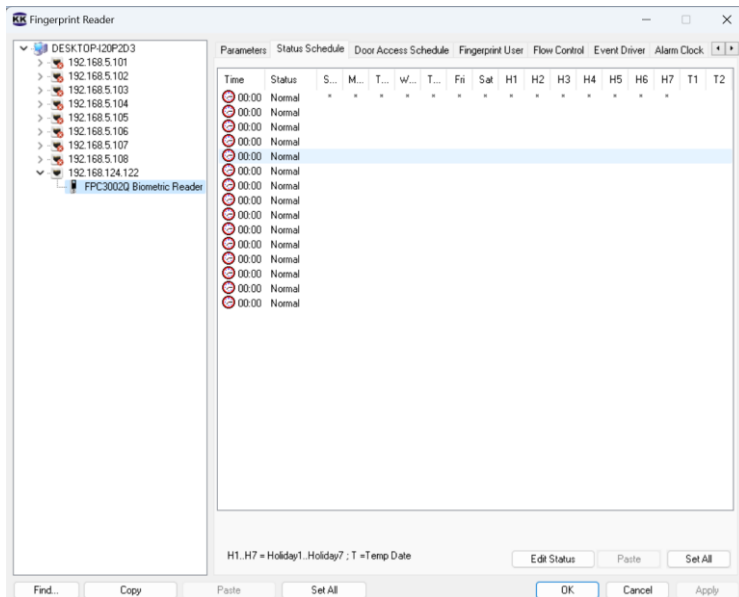 KK Fingerprint Reader
DESKTOP-I20P2D3
192.168.5.101
192.168.5.102
192.168.5.103
192.168.5.104
192.168.5.105
192.168.5.106
192.168.5.107
192.168.5.108
192.168.124.122
FPC3002Q Biometric Reader
Parameters Status Schedule Door Access Schedule Fingerprint User Flow Control Event Driver Alarm Clock
Time Status S... M... T... W... T... Fri Sat H1 H2 H3 H4 H5 H6 H7 T1 T2
00:00 Normal * * * * * * * * * * * * * *
00:00 Normal
00:00 Normal
00:00 Normal
00:00 Normal
00:00 Normal
00:00 Normal
00:00 Normal
00:00 Normal
00:00 Normal
00:00 Normal
00:00 Normal
00:00 Normal
00:00 Normal
00:00 Normal
H1..H7 = Holiday1..Holiday7 ; T =Temp Date
Edit Status Paste Set All
Find... Copy Paste Set All OK Cancel Apply